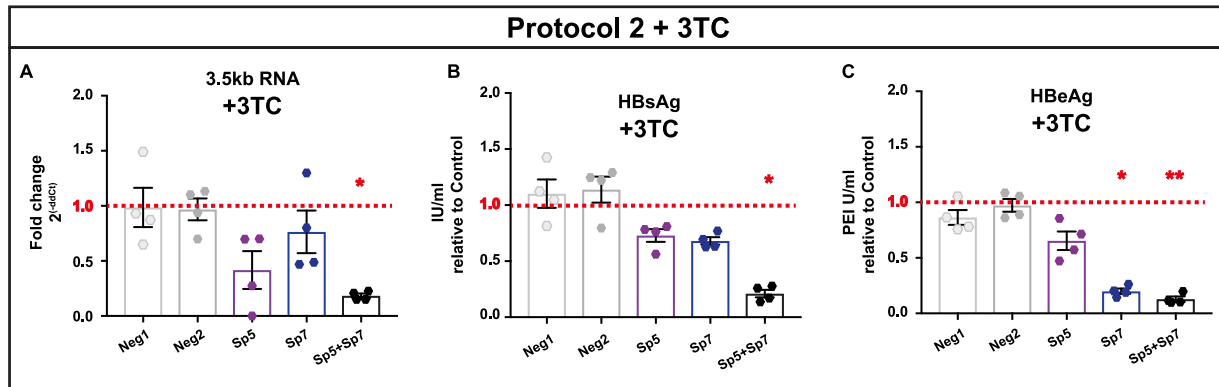 Protocol 2 + 3TC
A
3.5kb RNA
+3TC
Fold change
2(-ddCt)
2.0
1.5
1.0
0.5
0.0
*
Neg1
Neg2
Sp5
Sp7
Sp5+Sp7
B
HBsAg
+3TC
IU/ml
relative to Control
2.0
1.5
1.0
0.5
0.0
*
Neg1
Neg2
Sp5
Sp7
Sp5+Sp7
C
HBeAg
+3TC
PEI U/ml
relative to Control
2.0
1.5
1.0
0.5
0.0
*
**
Neg1
Neg2
Sp5
Sp7
Sp5+Sp7